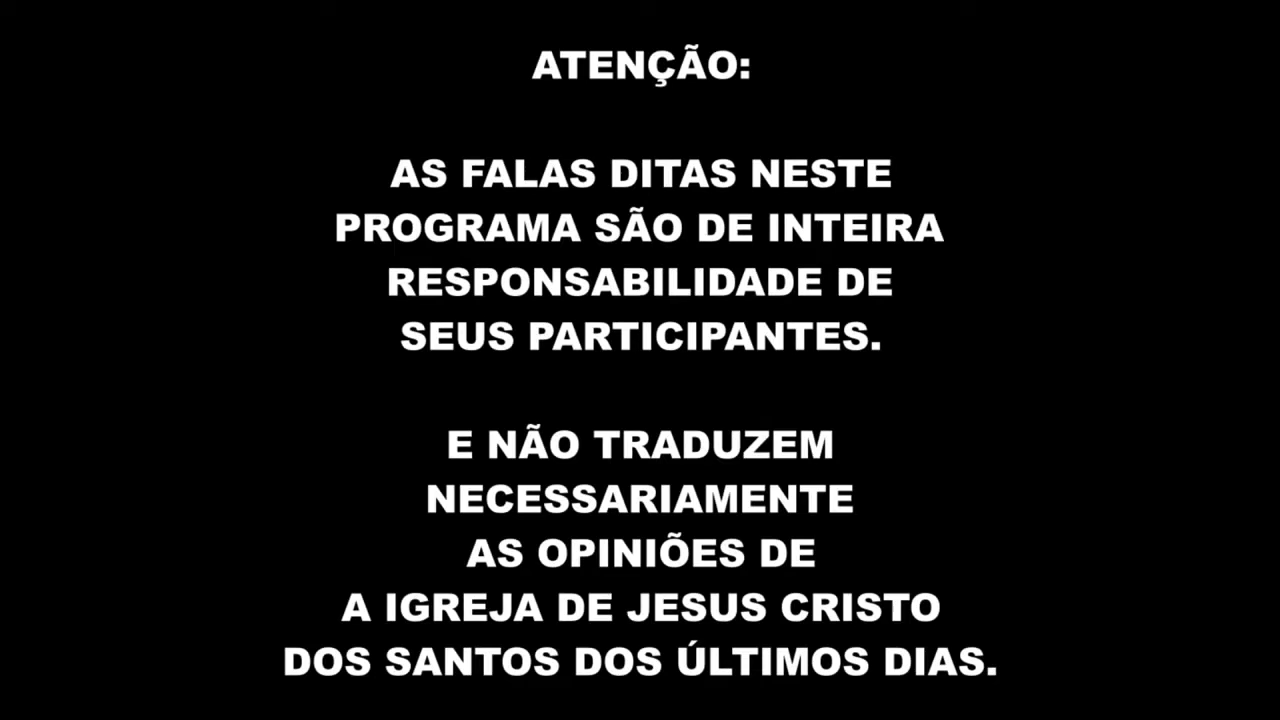 ATENÇÃO:
AS FALAS DITAS NESTE
PROGRAMA SÃO DE INTEIRA
RESPONSABILIDADE DE
SEUS PARTICIPANTES.
E NÃO TRADUZEM
NECESSARIAMENTE
AS OPINIÕES DE
A IGREJA DE JESUS CRISTO
DOS SANTOS DOS ÚLTIMOS DIAS.